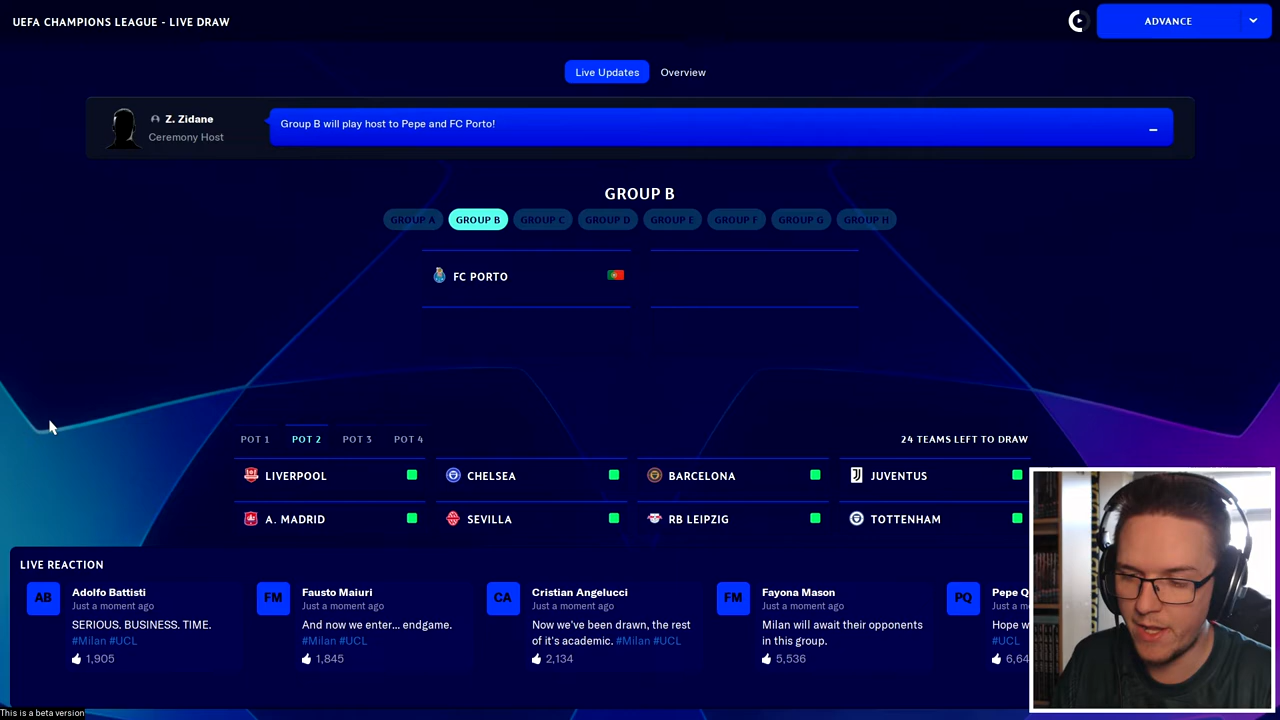 UEFA CHAMPIONS LEAGUE - LIVE DRAW
ADVANCE
Live Updates
Overview
Z. Zidane
Ceremony Host
Group B will play host to Pepe and FC Porto!
GROUP B
GROUP A
GROUP B
GROUP C
GROUP D
GROUP E
GROUP F
GROUP G
GROUP H
FC PORTO
POT 1
POT 2
POT 3
POT 4
24 TEAMS LEFT TO DRAW
LIVERPOOL
CHELSEA
BARCELONA
JUVENTUS
A. MADRID
SEVILLA
RB LEIPZIG
TOTTENHAM
LIVE REACTION
AB
Adolfo Battisti
Just a moment ago
SERIOUS. BUSINESS. TIME.
#Milan #UCL
1,905
FM
Fausto Maiuri
Just a moment ago
And now we enter... endgame.
#Milan #UCL
1,845
CA
Cristian Angelucci
Just a moment ago
Now we've been drawn, the rest
of it's academic. #Milan #UCL
2,134
FM
Fayona Mason
Just a moment ago
Milan will await their opponents
in this group.
5,536
PQ
Pepe Q
Just a m
Hope w
#UCL
6,64
This is a beta version